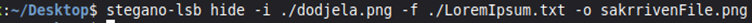 :~/Desktop$ stegano-lsb hide -i ./dodjela.png -f ./LoremIpsum.txt -o sakrrivenFile.png